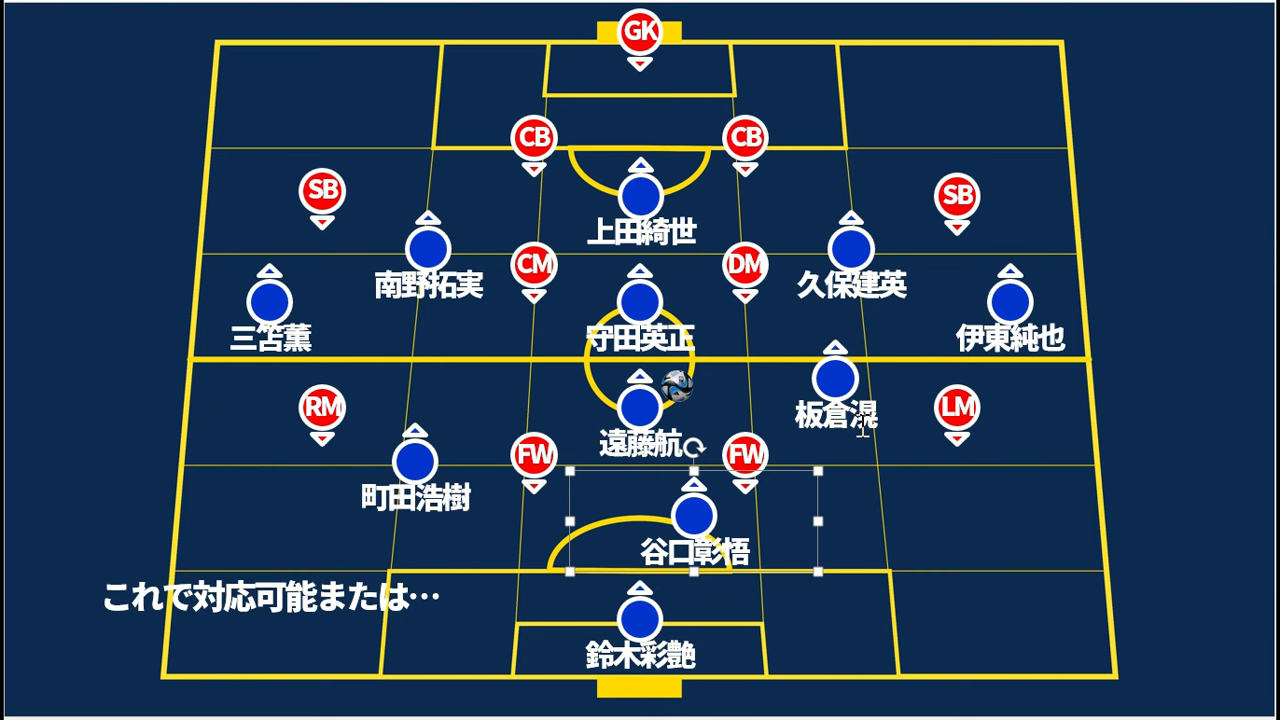 GK
CB
CB
SB
SB
上田綺世
南野拓実
CM
DM
久保建英
三笘薫
守田英正
伊東純也
RM
板倉滉
LM
遠藤航
町田浩樹
FW
FW
谷口彰悟
これで対応可能または…
鈴木彩艶